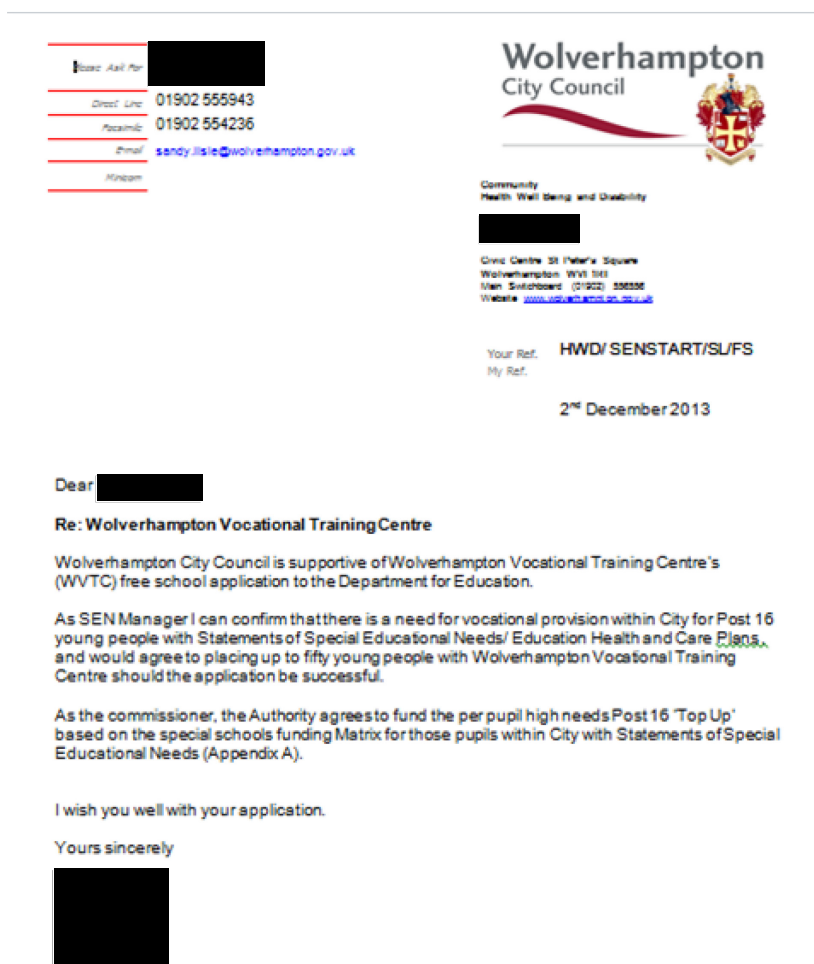 Please Ask For
Direct Line 01902 555943
Facsimile 01902 554236
E-mail sandy.lisle@wolverhampton.gov.uk
Minicom
Wolverhampton
City Council
Community
Health Well Being and Disability
Civic Centre St Peter's Square
Wolverhampton WV1
Main Switchboard (01902)
Website www.wolverhampton.gov.uk
Your Ref. HWD/ SENSTART/SL/FS
My Ref.
2nd December 2013
Dear
Re: Wolverhampton Vocational Training Centre
Wolverhampton City Council is supportive of Wolverhampton Vocational Training Centre's
(WVTC) free school application to the Department for Education.
As SEN Manager I can confirm that there is a need for vocational provision within City for Post 16
young people with Statements of Special Educational Needs/ Education Health and Care Plans,
and would agree to placing up to fifty young people with Wolverhampton Vocational Training
Centre should the application be successful.
As the commissioner, the Authority agrees to fund the per pupil high needs Post 16 'Top Up'
based on the special schools funding Matrix for those pupils within City with Statements of Special
Educational Needs (Appendix A).
I wish you well with your application.
Yours sincerely